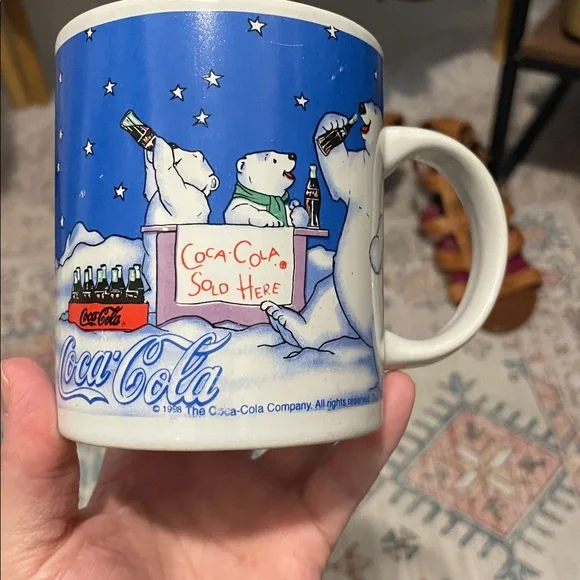 COCA-COLA®
SOLD HERE
Coca-Cola
Coca-Cola
© 1998 The Coca-Cola Company. All rights reserved.